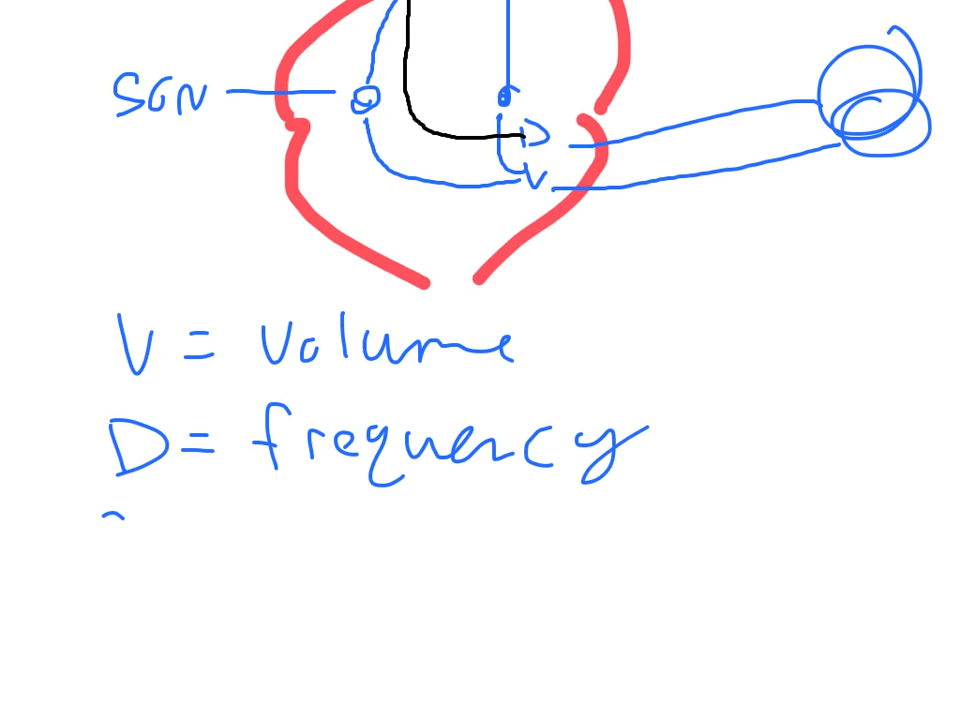 SGN
D
V
V = volume
D = frequency